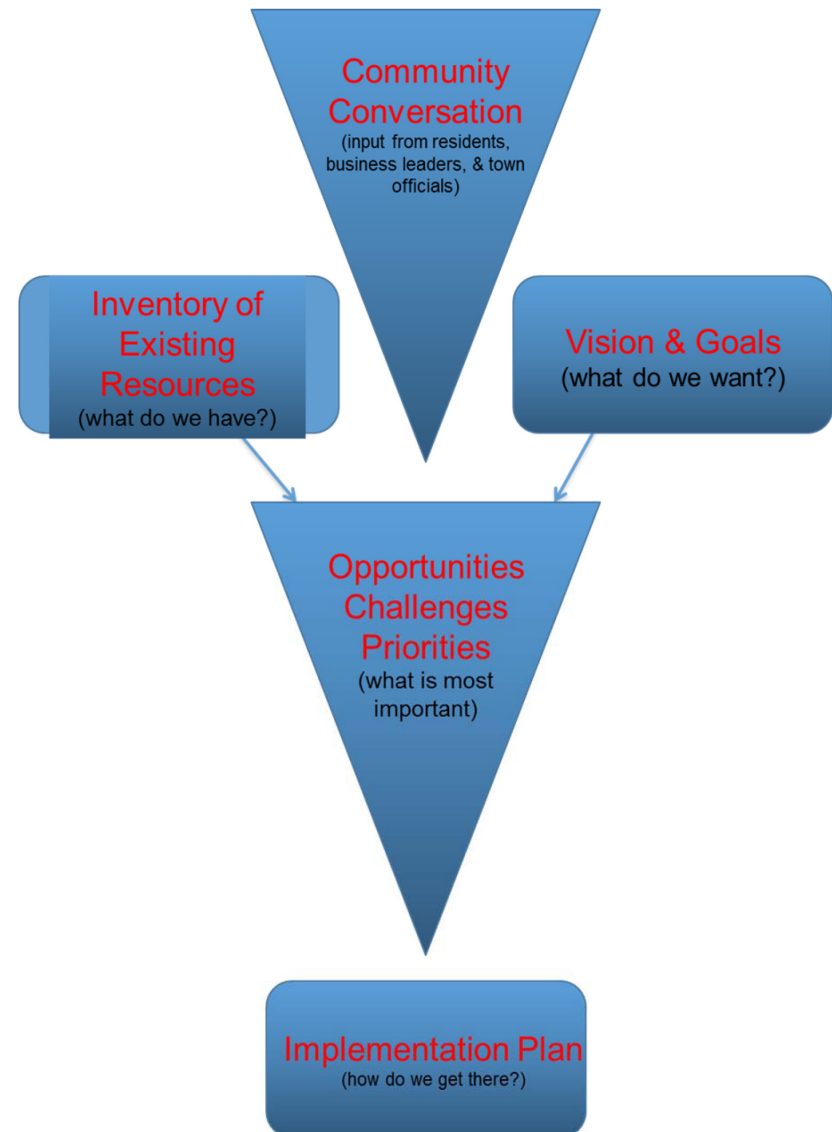 Community
Conversation
(input from residents,
business leaders, & town
officials)
Inventory of
Existing
Resources
(what do we have?)
Vision & Goals
(what do we want?)
Opportunities
Challenges
Priorities
(what is most
important)
Implementation Plan
(how do we get there?)